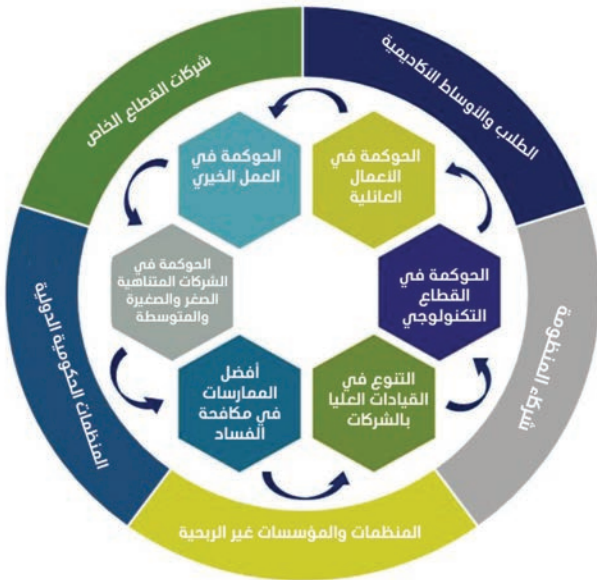 شركات القطاع الخاص
الطلاب والأوساط الأكاديمية
شركاء المنظومة
المنظمات والمؤسسات غير الربحية
المنظمات الحكومية الدولية
الحوكمة في
الأعمال
العائلية
الحوكمة في
العمل الخيري
الحوكمة في
الشركات المتناهية
الصغر والصغيرة
والمتوسطة
أفضل
الممارسات
في مكافحة
الفساد
التنوع في
القيادات العليا
بالشركات
الحوكمة في
القطاع
التكنولوجي